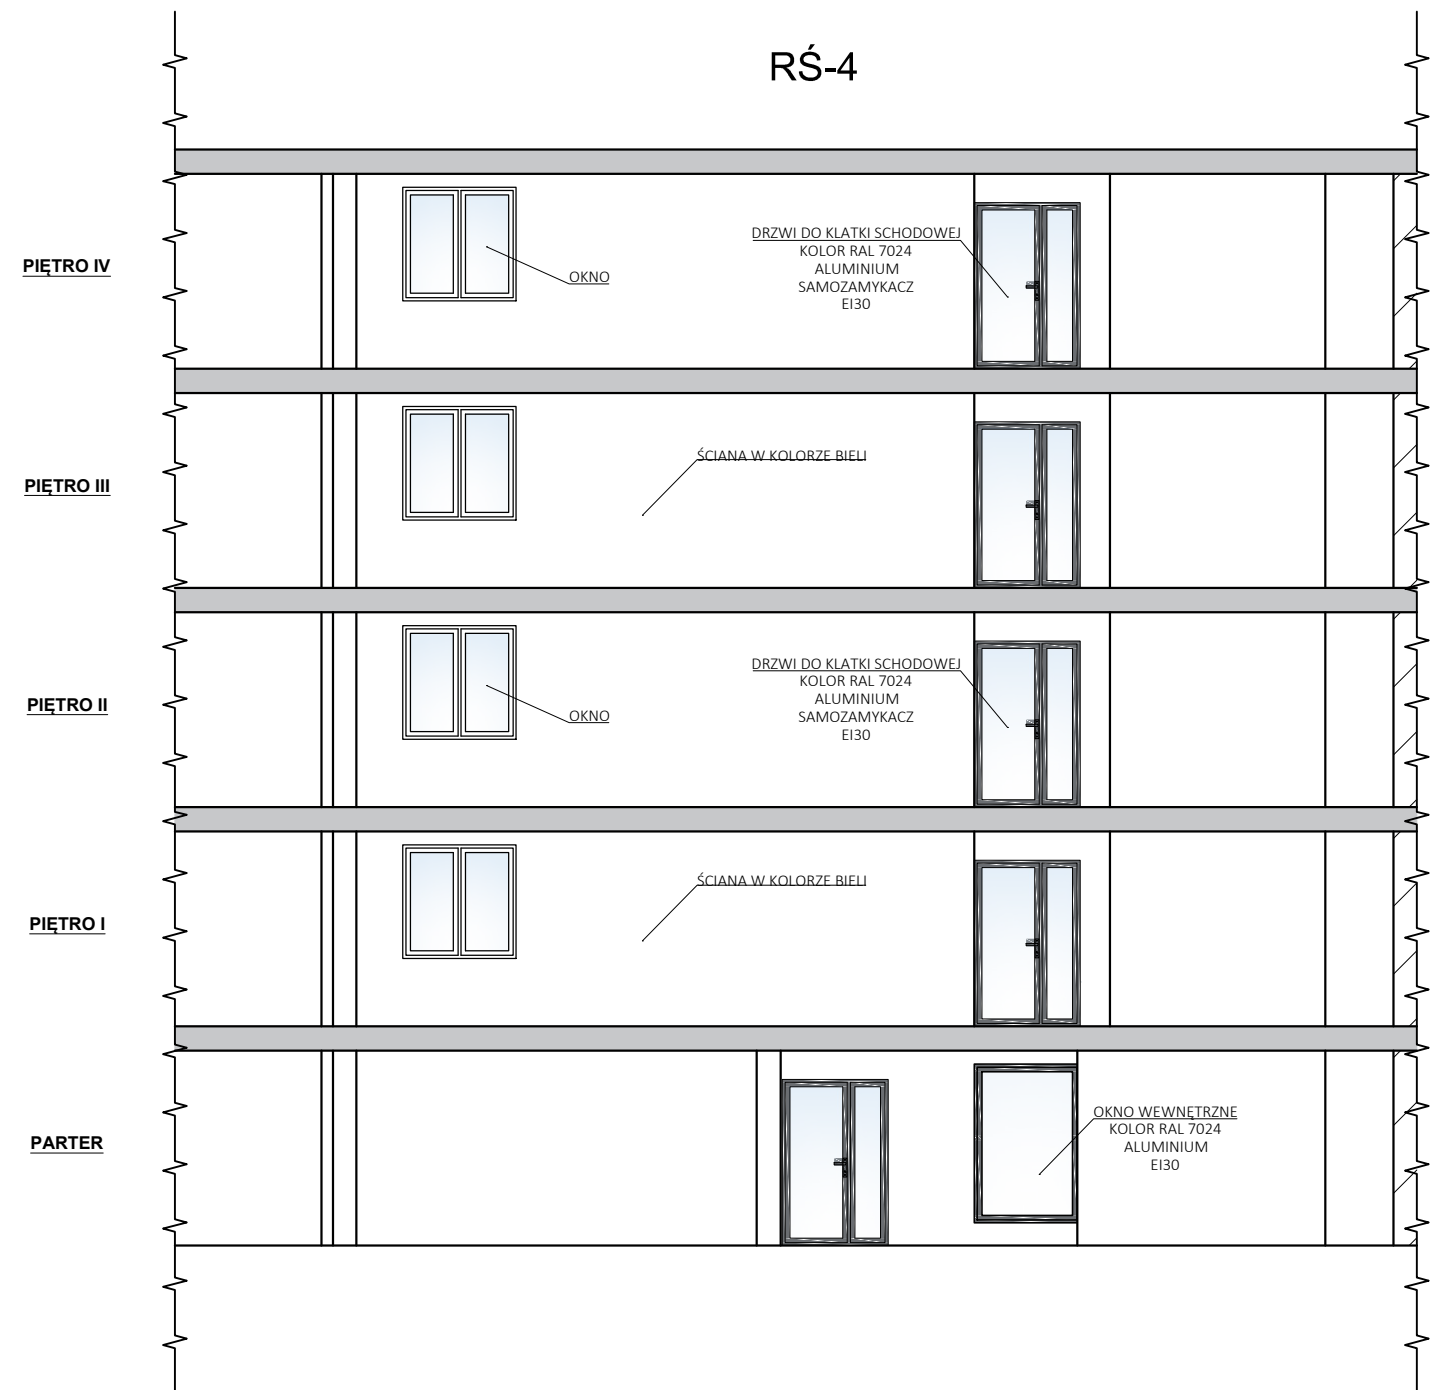 RŚ-4
PIĘTRO IV
OKNO
DRZWI DO KLATKI SCHODOWEJ
KOLOR RAL 7024
ALUMINIUM
SAMOZAMYKACZ
EI30
PIĘTRO III
ŚCIANA W KOLORZE BIELI
PIĘTRO II
OKNO
DRZWI DO KLATKI SCHODOWEJ
KOLOR RAL 7024
ALUMINIUM
SAMOZAMYKACZ
EI30
PIĘTRO I
ŚCIANA W KOLORZE BIELI
PARTER
OKNO WEWNĘTRZNE
KOLOR RAL 7024
ALUMINIUM
EI30